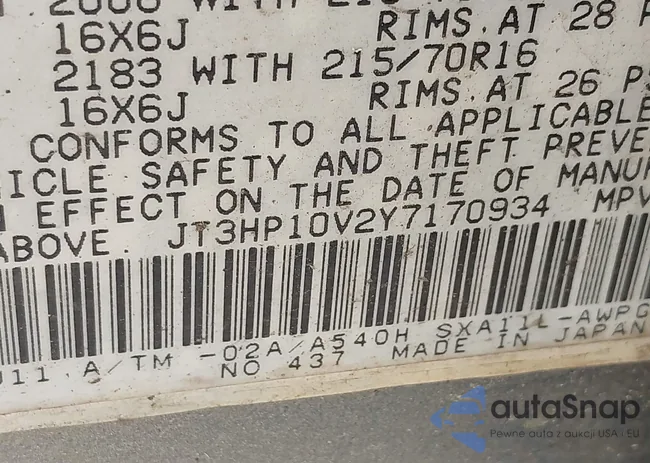 2000 WITH
16X6J RIMS.AT 28
2183 WITH 215/70R16
16X6J RIMS.AT 26
CONFORMS TO ALL APPLICABLE
ICLE SAFETY AND THEFT PREVE
EFFECT ON THE DATE OF MANU
ABOVE. JT3HP10V2Y7170934 MPV
A/TM -02A/A540H SXA11L-AWPG
NO 437 MADE IN JAPAN
autoSnap
Pewne auta z aukcji USA i EU